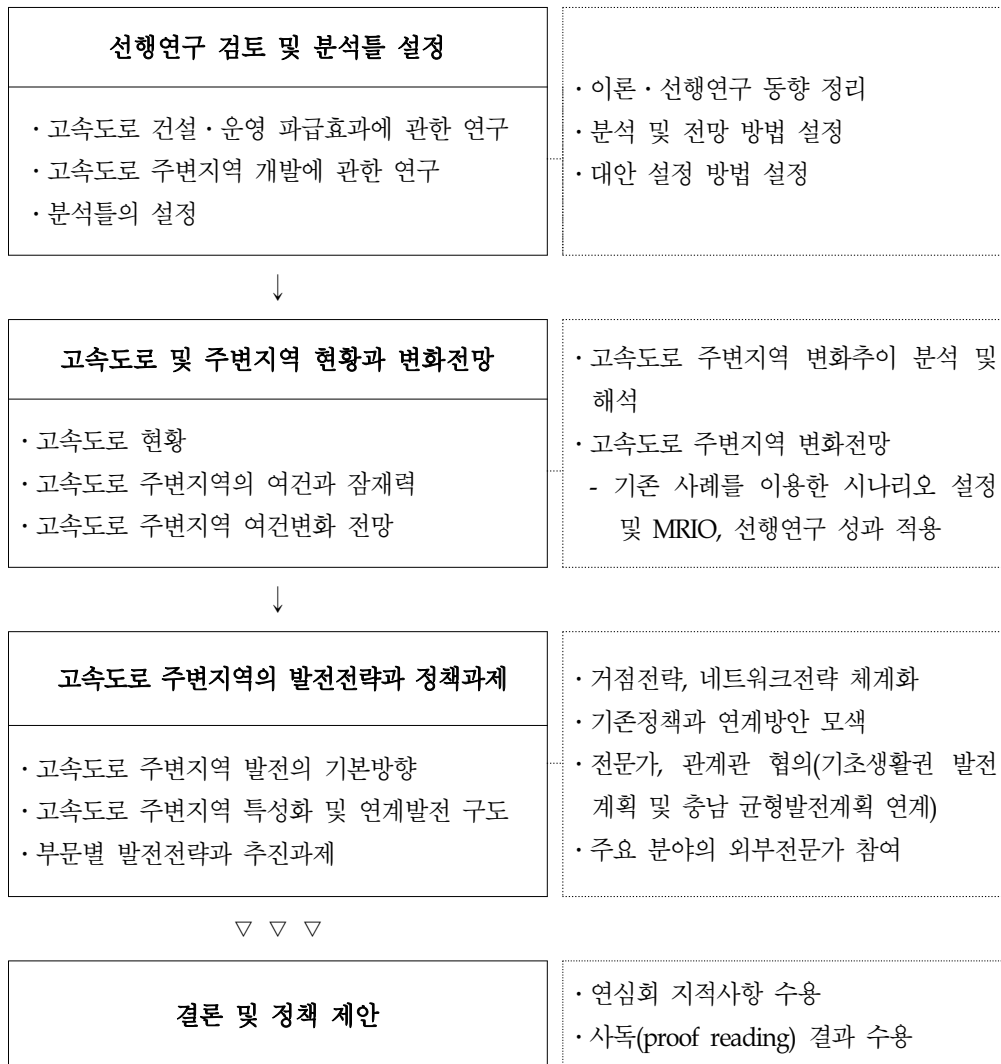 선행연구 검토 및 분석틀 설정
· 고속도로 건설 · 운영 파급효과에 관한 연구
· 고속도로 주변지역 개발에 관한 연구
· 분석틀의 설정
· 이론 · 선행연구 동향 정리
· 분석 및 전망 방법 설정
· 대안 설정 방법 설정
↓
고속도로 및 주변지역 현황과 변화전망
· 고속도로 현황
· 고속도로 주변지역의 여건과 잠재력
· 고속도로 주변지역 여건변화 전망
· 고속도로 주변지역 변화추이 분석 및
해석
· 고속도로 주변지역 변화전망
- 기존 사례를 이용한 시나리오 설정
및 MRIO, 선행연구 성과 적용
↓
고속도로 주변지역의 발전전략과 정책과제
· 고속도로 주변지역 발전의 기본방향
· 고속도로 주변지역 특성화 및 연계발전 구도
· 부문별 발전전략과 추진과제
· 거점전략, 네트워크전략 체계화
· 기존정책과 연계방안 모색
· 전문가, 관계관 협의(기초생활권 발전
계획 및 충남 균형발전계획 연계)
· 주요 분야의 외부전문가 참여
▽ ▽ ▽
결론 및 정책 제안
· 연심회 지적사항 수용
· 사독(proof reading) 결과 수용